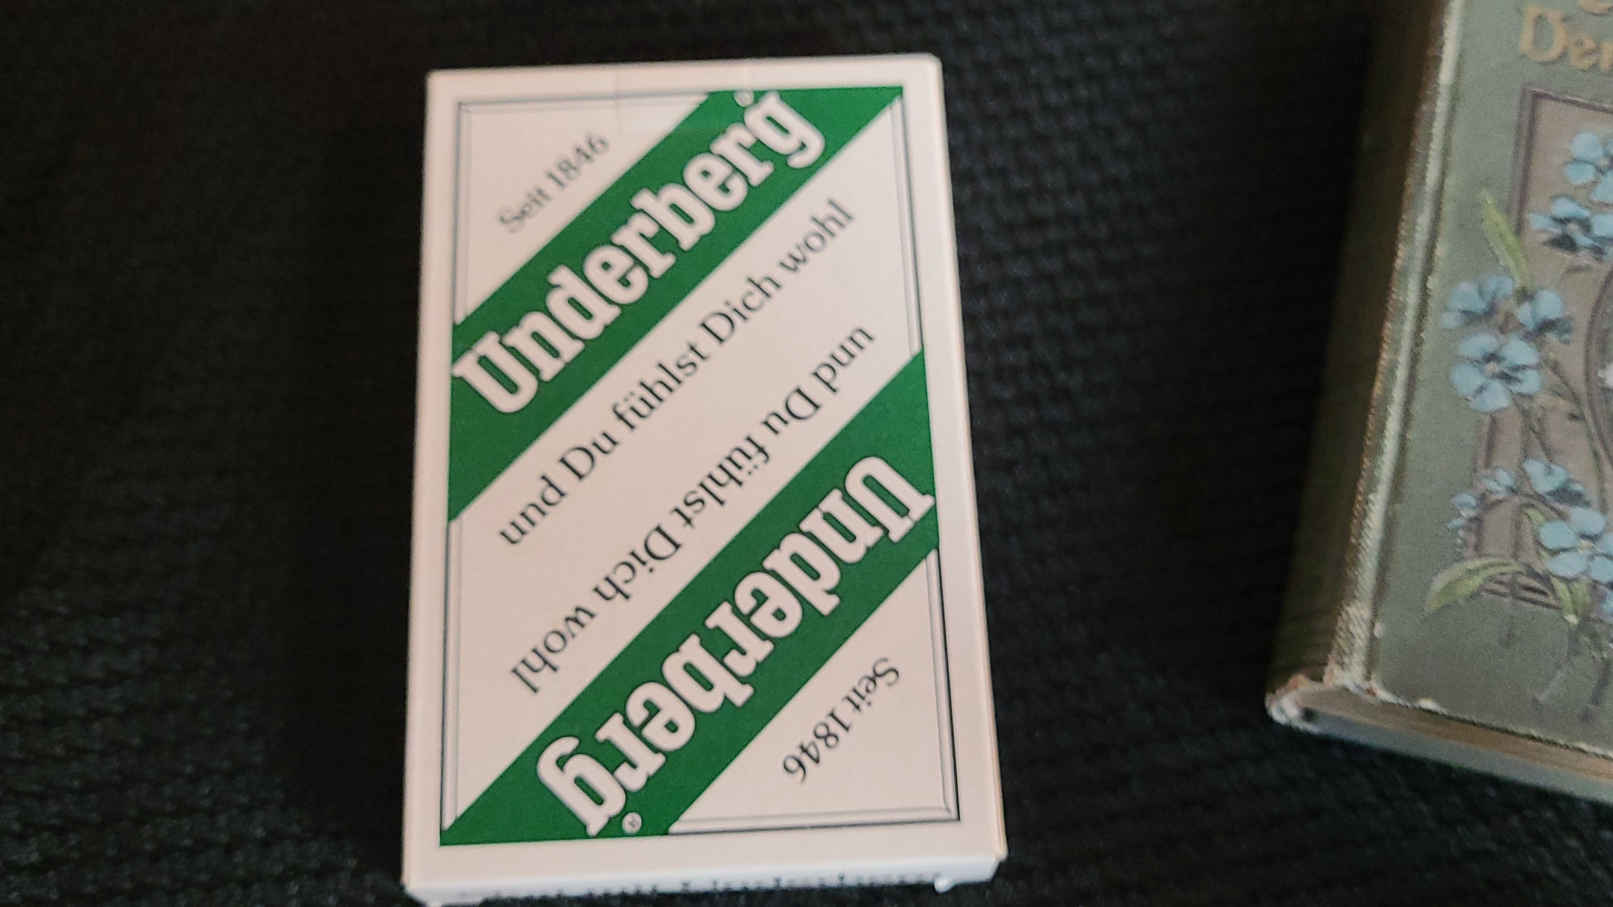 Seit 1846
Underberg
und Du fühlst Dich wohl
und Du fühlst Dich wohl
Underberg®
Seit 1846